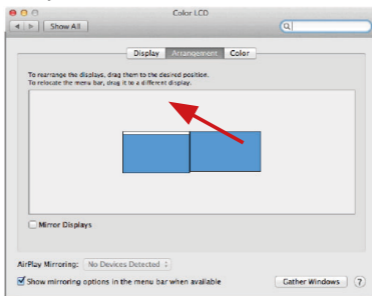 Color LCD
Show All
Display Arrangement Color
To rearrange the displays, drag them to the desired position.
To relocate the menu bar, drag it to a different display.
Mirror Displays
AirPlay Mirroring: No Devices Detected
Show mirroring options in the menu bar when available
Gather Windows ?